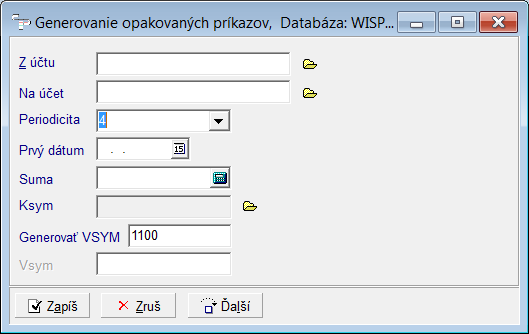 Generovanie opakovaných príkazov, Databáza: WISP...
Z účtu
Na účet
Periodicita 4
Prvý dátum . . 15
Suma
Ksym
Generovať VSYM 1100
Vsym
Zapíš Zruš Ďalší